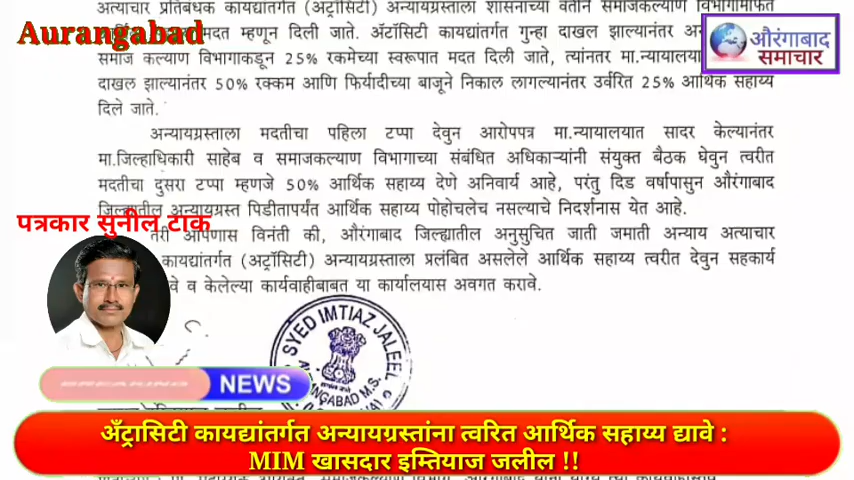 अत्याचार प्रतिबंधक कायद्यांतर्गत (अट्रॉसिटी) अन्यायग्रस्ताला शासनाच्या वतीने समाजकल्याण विभागामार्फत
Aurangabad
मदत म्हणून दिली जाते. अ‍ॅटॉसिटी कायद्यांतर्गत गुन्हा दाखल झाल्यानंतर
औरंगाबाद
समाचार
समाज कल्याण विभागाकडून 25% रकमेच्या स्वरूपात मदत दिली जाते, त्यांनतर मा.न्यायालया
दाखल झाल्यानंतर 50% रक्कम आणि फिर्यादीच्या बाजूने निकाल लागल्यानंतर उर्वरित 25% आर्थिक सहाय्य
दिले जाते.
अन्यायग्रस्ताला मदतीचा पहिला टप्पा देवुन आरोपपत्र मा.न्यायालयात सादर केल्यानंतर
मा.जिल्हाधिकारी साहेब व समाजकल्याण विभागाच्या संबंधित अधिकाऱ्यांनी संयुक्त बैठक घेवुन त्वरीत
मदतीचा दुसरा टप्पा म्हणजे 50% आर्थिक सहाय्य देणे अनिवार्य आहे, परंतु दिड वर्षापासुन औरंगाबाद
जिल्ह्यातील अन्यायग्रस्त पिडीतापर्यंत आर्थिक सहाय्य पोहोचलेच नसल्याचे निदर्शनास येत आहे.
पत्रकार सुनील टाक
तरी आपणास विनंती की, औरंगाबाद जिल्ह्यातील अनुसुचित जाती जमाती अन्याय अत्याचार
कायद्यांतर्गत (अट्रॉसिटी) अन्यायग्रस्ताला प्रलंबित असलेले आर्थिक सहाय्य त्वरीत देवुन सहकार्य
व केलेल्या कार्यवाहीबाबत या कार्यालयास अवगत करावे.
SYED IMTIAZ JALEEL
AURANGABAD M.S.
NEWS
अँट्रासिटी कायद्यांतर्गत अन्यायग्रस्तांना त्वरित आर्थिक सहाय्य द्यावे :
MIM खासदार इम्तियाज जलील !!